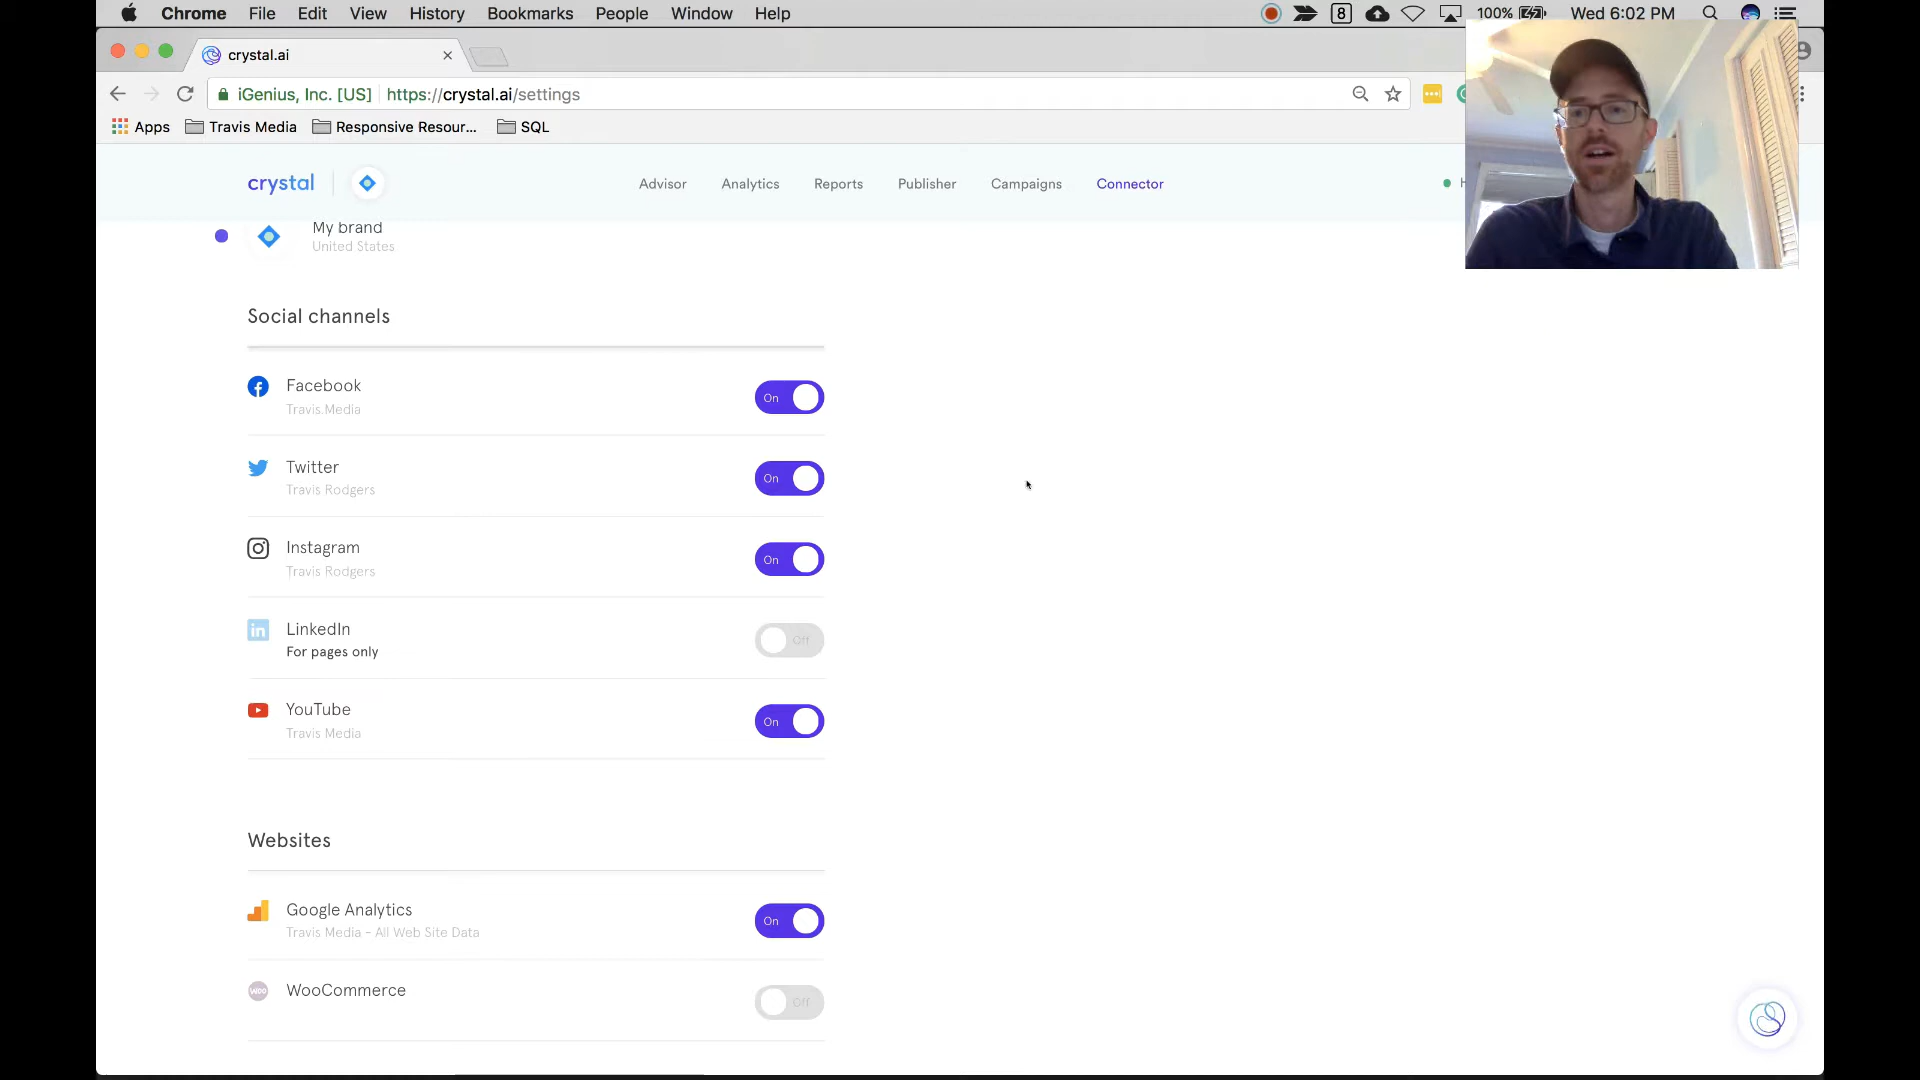 Chrome File Edit View History Bookmarks People Window Help 8 100% Wed 6:02 PM
crystal.ai
iGenius, Inc. [US] https://crystal.ai/settings
Apps Travis Media Responsive Resour... SQL
crystal Advisor Analytics Reports Publisher Campaigns Connector
My brand
United States
Social channels
Facebook
Travis.Media
On
Twitter
Travis Rodgers
On
Instagram
Travis Rodgers
On
LinkedIn
For pages only
Off
YouTube
Travis Media
On
Websites
Google Analytics
Travis Media - All Web Site Data
On
WooCommerce
Off